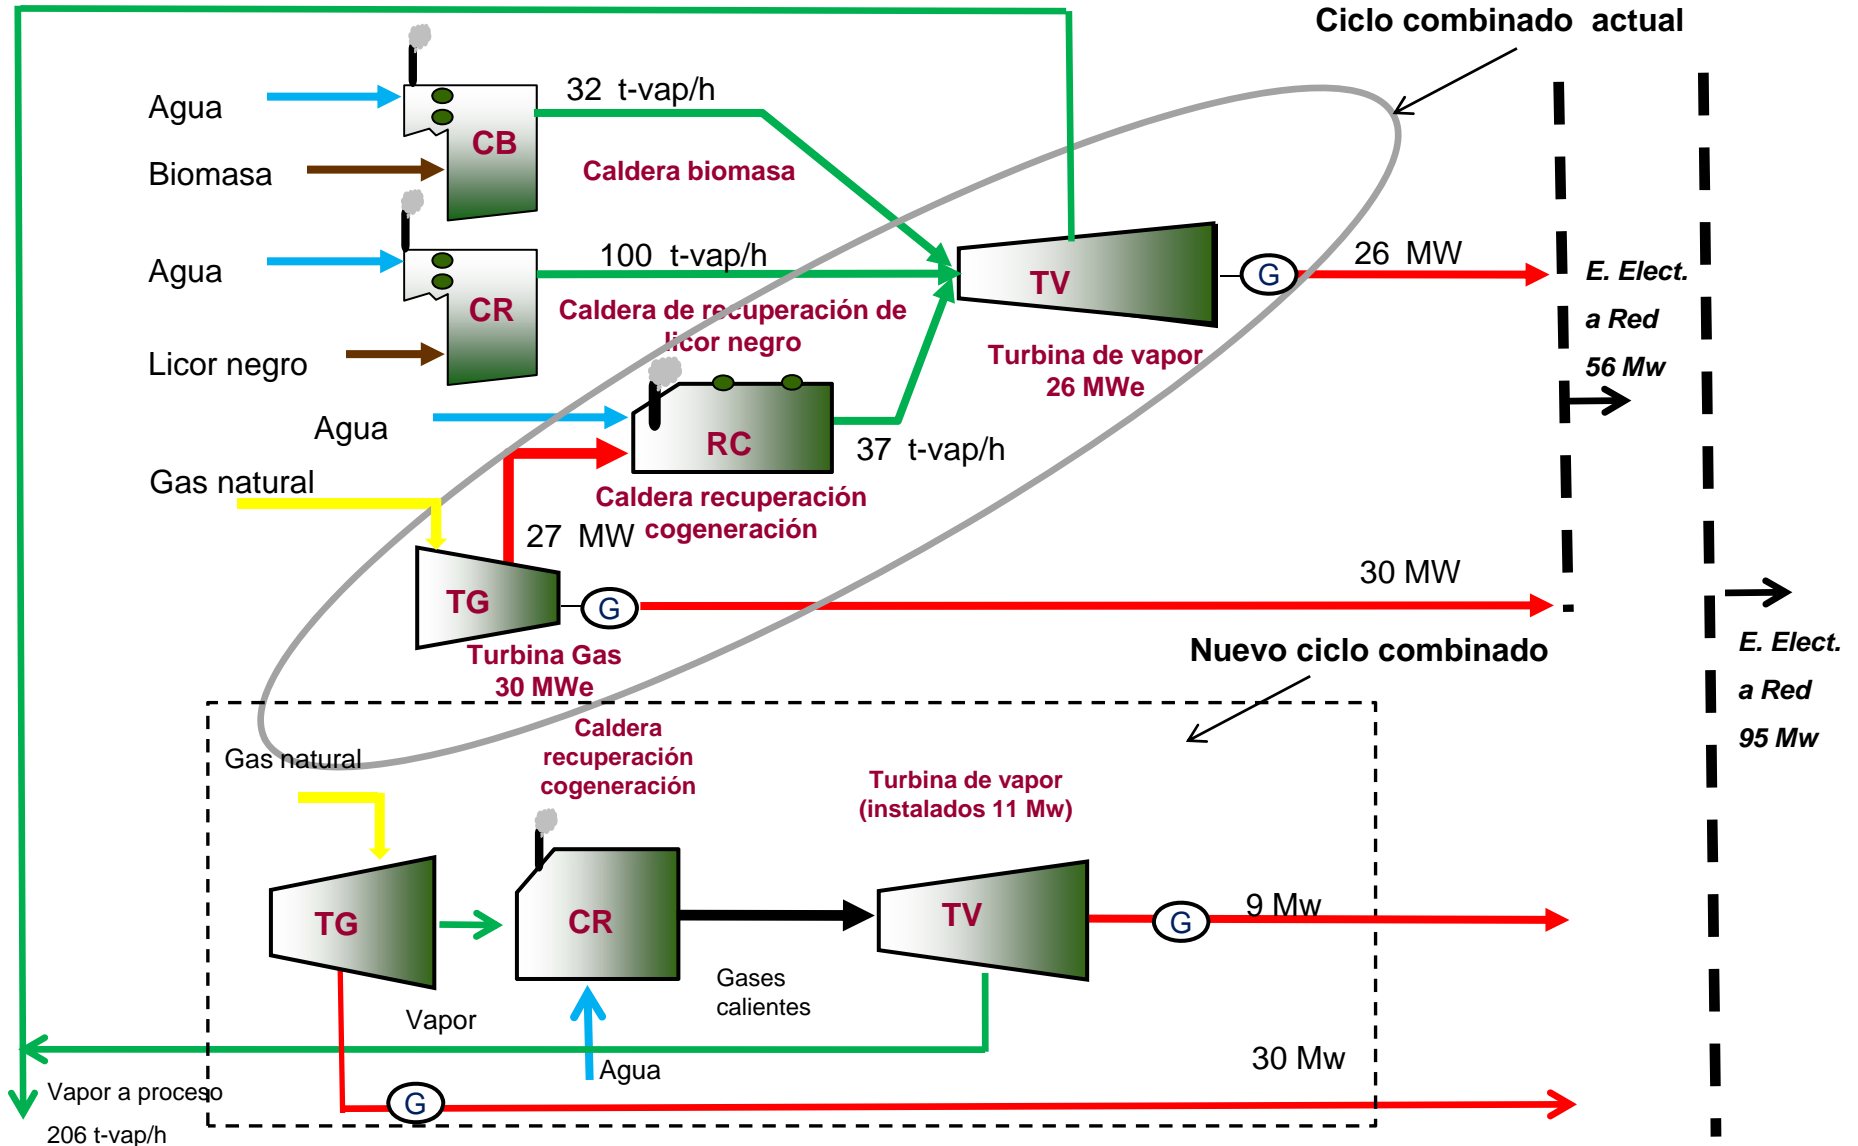 Ciclo combinado  actual
32  t-vap/h
Agua
CB
Biomasa
Caldera biomasa
100  t-vap/h
Agua
CR
Licor negro
Caldera de recuperación de
licor negro
TV
G
26  MW
Turbina de vapor
26 MWe
E. Elect.
a Red
56 Mw
Agua
RC
37  t-vap/h
Gas natural
Caldera recuperación
cogeneración
27  MW
TG
G
30 MW
Turbina Gas
30 MWe
Nuevo ciclo combinado
E. Elect.
a Red
95 Mw
Caldera
recuperación
cogeneración
Gas natural
Turbina de vapor
(instalados 11 Mw)
TG
CR
TV
G
9 Mw
Gases
calientes
Vapor
Agua
30 Mw
G
Vapor a proceso
206 t-vap/h